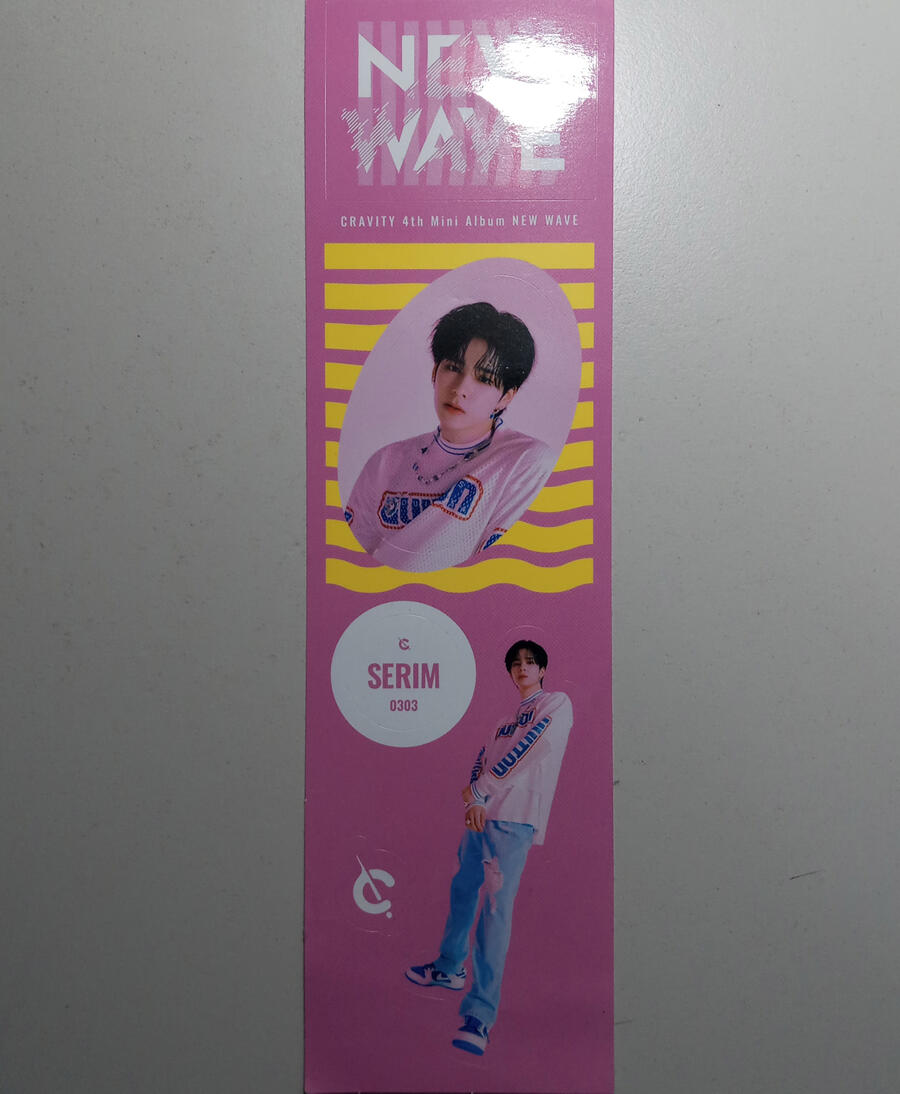 NEW
WAVE
CRAVITY 4th Mini Album NEW WAVE
SERIM
0303